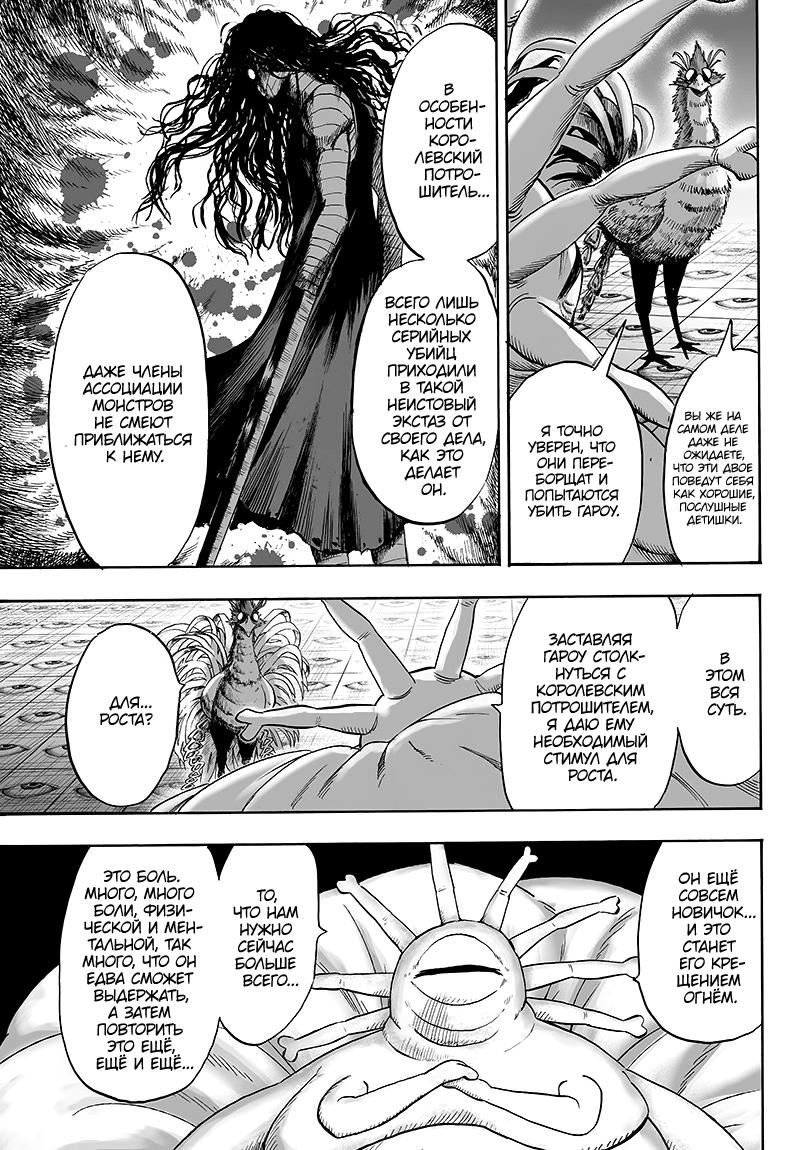 ВЫ ЖЕ НА
САМОМ ДЕЛЕ
ДАЖЕ НЕ
ОЖИДАЕТЕ,
ЧТО ЭТИ ДВОЕ
ПОВЕДУТ СЕБЯ
КАК ХОРОШИЕ,
ПОСЛУШНЫЕ
ДЕТИШКИ.
Я ТОЧНО
УВЕРЕН, ЧТО
ОНИ ПЕРЕ-
БОРЩАТ И
ПОПЫТАЮТСЯ
УБИТЬ ГАРОУ.
В
ОСОБЕН-
НОСТИ
КОРО-
ЛЕВСКИЙ
ПОТРО-
ШИТЕЛЬ...
ВСЕГО ЛИШЬ
НЕСКОЛЬКО
СЕРИЙНЫХ
УБИЙЦ
ПРИХОДИЛИ
В ТАКОЙ
НЕИСТОВЫЙ
ЭКСТАЗ ОТ
СВОЕГО ДЕЛА,
КАК ЭТО
ДЕЛАЕТ
ОН.
ДАЖЕ ЧЛЕНЫ
АССОЦИАЦИИ
МОНСТРОВ
НЕ СМЕЮТ
ПРИБЛИЖАТЬСЯ
К НЕМУ.
В
ЭТОМ
ВСЯ
СУТЬ.
ЗАСТАВЛЯЯ
ГАРОУ СТОЛК-
НУТЬСЯ С
КОРОЛЕВСКИМ
ПОТРОШИТЕЛЕМ,
Я ДАЮ ЕМУ
НЕОБХОДИМЫЙ
СТИМУЛ ДЛЯ
РОСТА.
ДЛЯ...
РОСТА?
ОН ЕЩЁ
СОВСЕМ
НОВИЧОК...
И ЭТО
СТАНЕТ
ЕГО КРЕ-
ЩЕНИЕМ
ОГНЁМ.
ТО,
ЧТО НАМ
НУЖНО
СЕЙЧАС
БОЛЬШЕ
ВСЕГО...
ЭТО БОЛЬ.
МНОГО, МНОГО
БОЛИ, ФИЗИ-
ЧЕСКОЙ И МЕН-
ТАЛЬНОЙ, ТАК
МНОГО, ЧТО ОН
ЕДВА СМОЖЕТ
ВЫДЕРЖАТЬ,
А ЗАТЕМ
ПОВТОРИТЬ
ЭТО ЕЩЁ,
ЕЩЁ И ЕЩЁ...